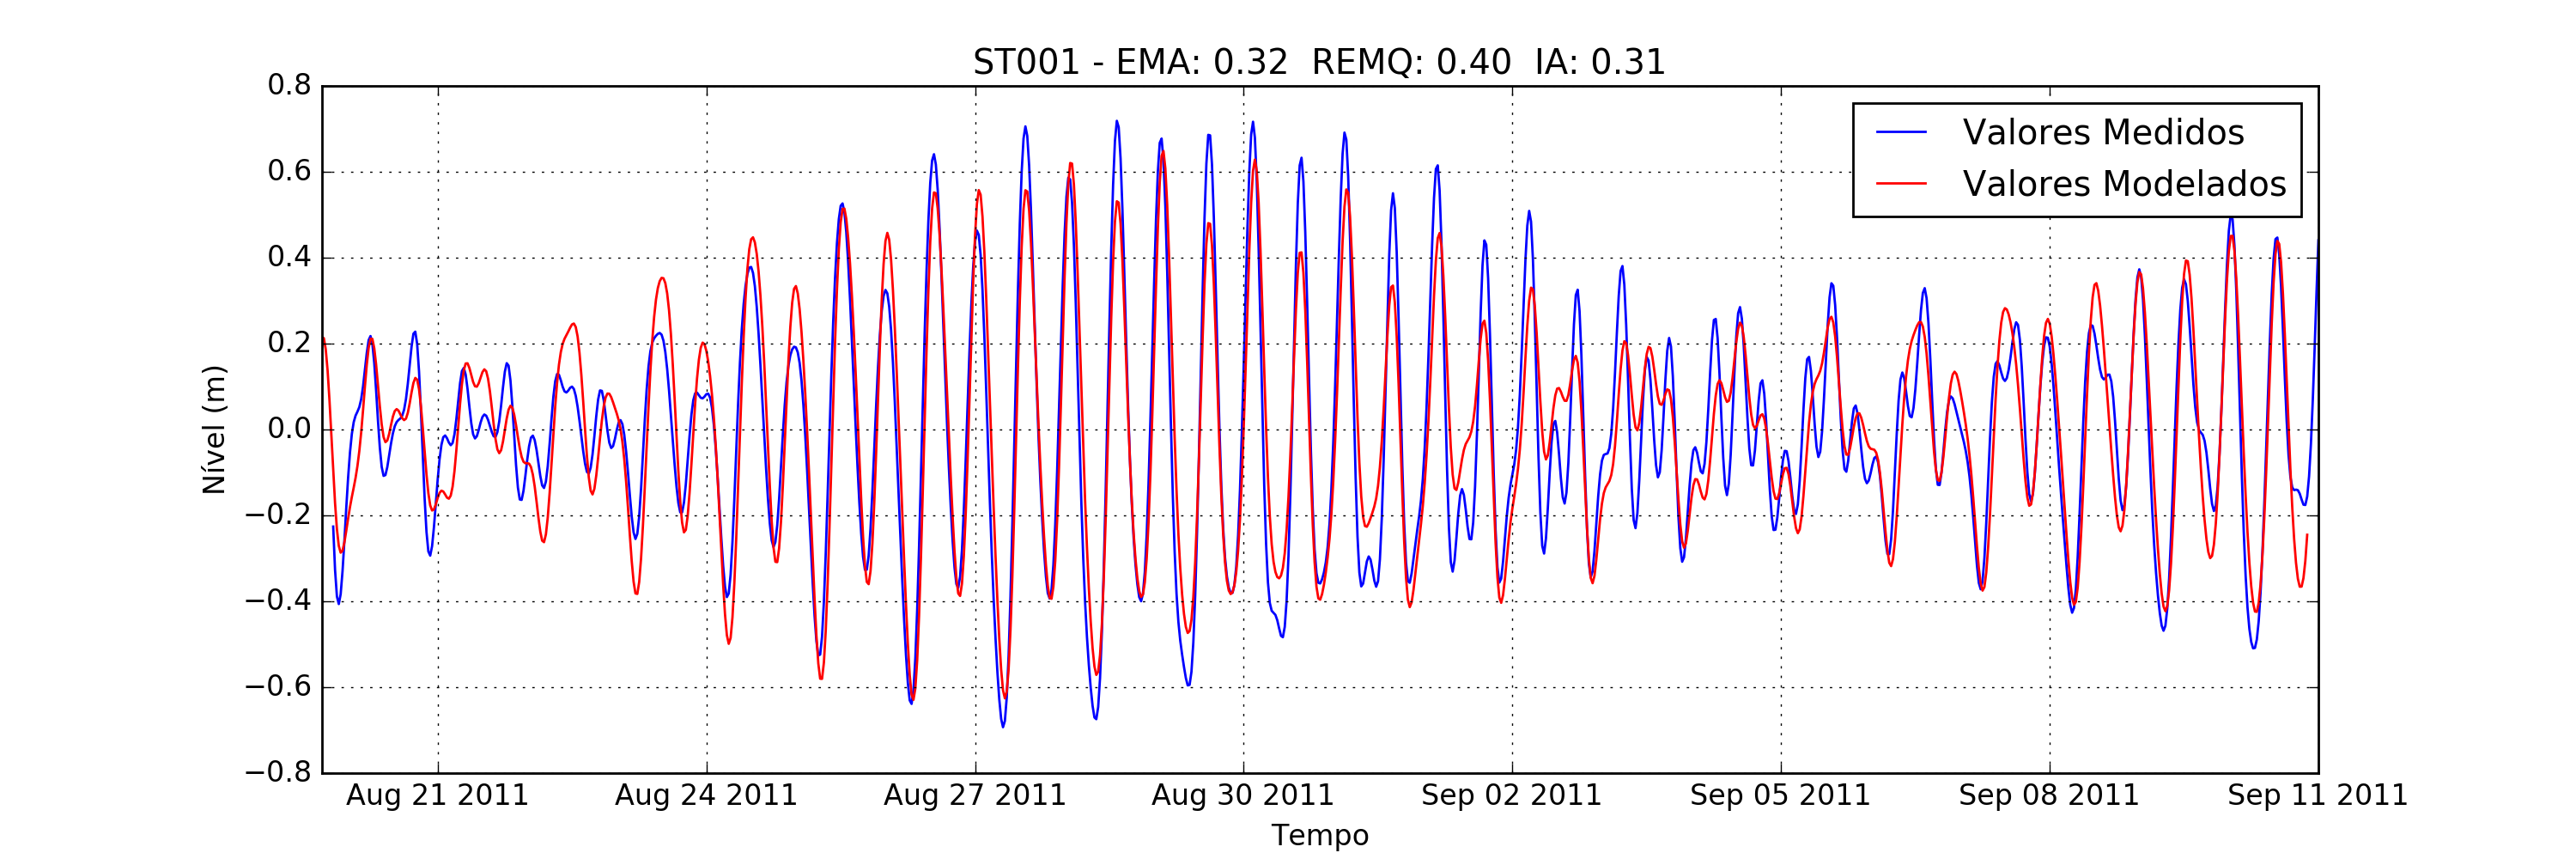 ST001 - EMA: 0.32  REMQ: 0.40  IA: 0.31
0.8
0.6
0.4
0.2
0.0
−0.2
−0.4
−0.6
−0.8
Nível (m)
Valores Medidos
Valores Modelados
Aug 21 2011
Aug 24 2011
Aug 27 2011
Aug 30 2011
Sep 02 2011
Sep 05 2011
Sep 08 2011
Sep 11 2011
Tempo